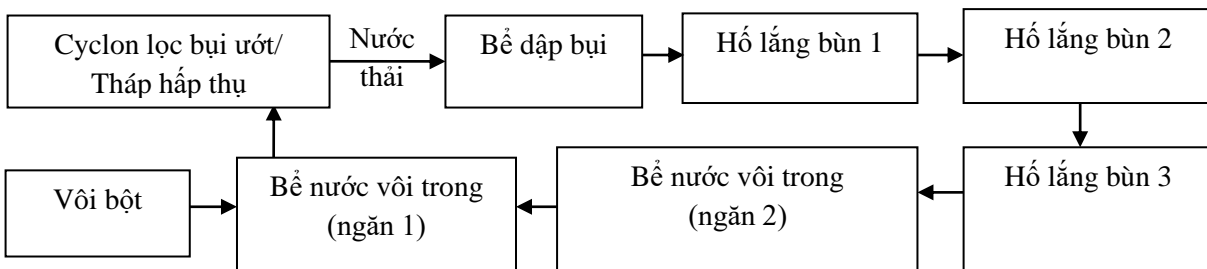 Cyclon lọc bụi ướt/
Tháp hấp thụ
Nước
thải
Bể dập bụi
Hố lắng bùn 1
Hố lắng bùn 2
Vôi bột
Bể nước vôi trong
(ngăn 1)
Bể nước vôi trong
(ngăn 2)
Hố lắng bùn 3